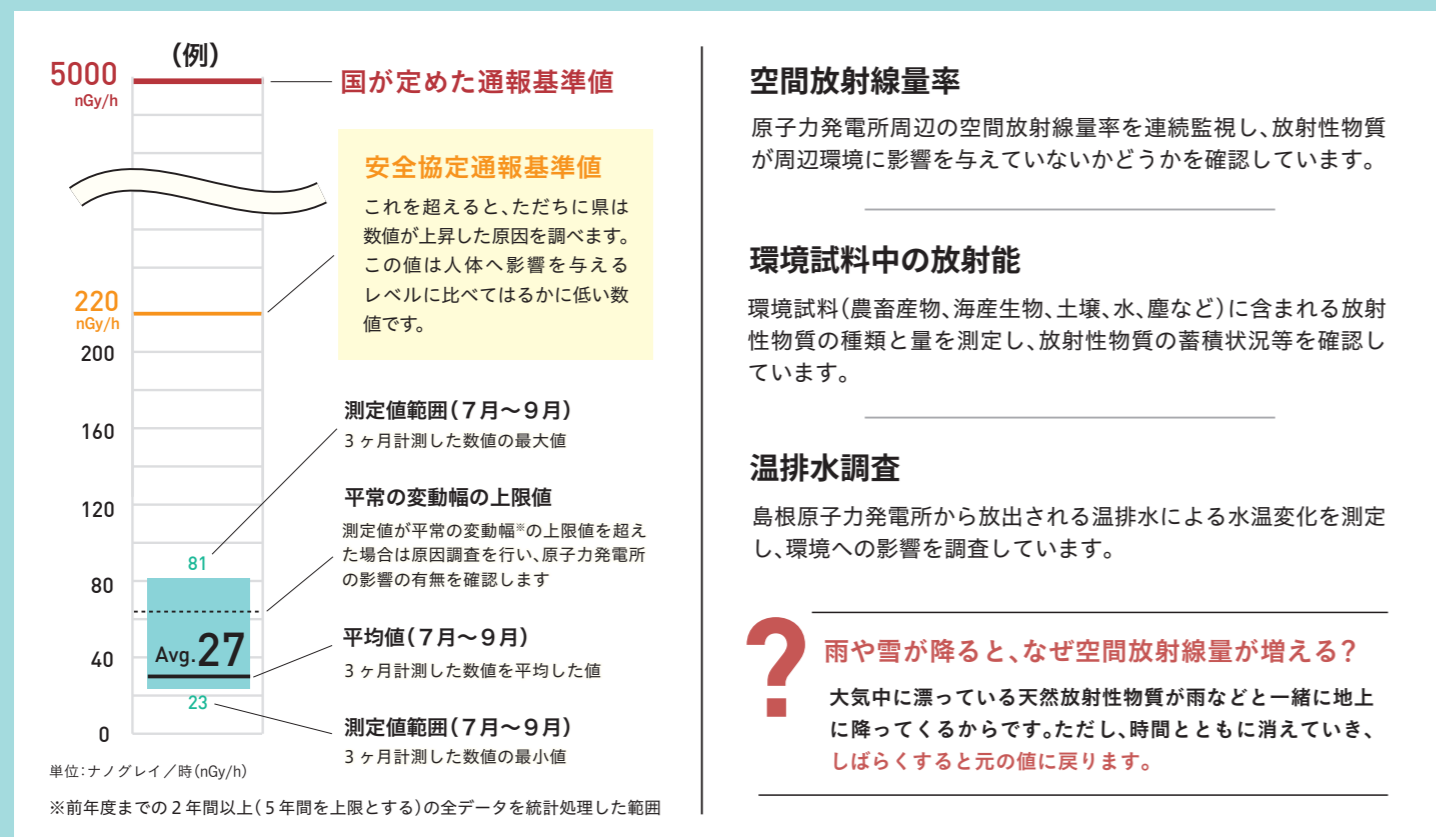 (例)
5000
nGy/h
国が定めた通報基準値
安全協定通報基準値
これを超えると、ただちに県は
数値が上昇した原因を調べます。
この値は人体へ影響を与える
レベルに比べてはるかに低い数
値です。
220
nGy/h
200
160
120
80
40
0
測定値範囲(7月〜9月)
3ヶ月計測した数値の最大値
平常の変動幅の上限値
測定値が平常の変動幅※の上限値を超え
た場合は原因調査を行い、原子力発電所
の影響の有無を確認します
81
Avg.27
23
平均値(7月〜9月)
3ヶ月計測した数値を平均した値
測定値範囲(7月〜9月)
3ヶ月計測した数値の最小値
単位:ナノグレイ/時(nGy/h)
※前年度までの2年間以上(5年間を上限とする)の全データを統計処理した範囲
空間放射線量率
原子力発電所周辺の空間放射線量率を連続監視し、放射性物質
が周辺環境に影響を与えていないかどうかを確認しています。
環境試料中の放射能
環境試料(農畜産物、海産生物、土壌、水、塵など)に含まれる放射
性物質の種類と量を測定し、放射性物質の蓄積状況等を確認し
ています。
温排水調査
島根原子力発電所から放出される温排水による水温変化を測定
し、環境への影響を調査しています。
?
雨や雪が降ると、なぜ空間放射線量が増える?
大気中に漂っている天然放射性物質が雨などと一緒に地上
に降ってくるからです。ただし、時間とともに消えていき、
しばらくすると元の値に戻ります。